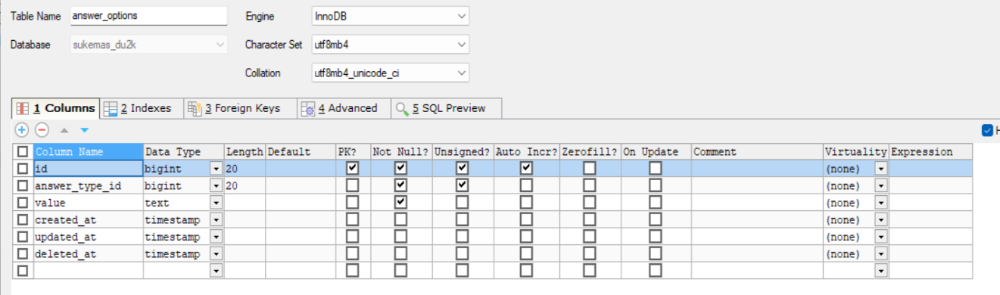 Table Name answer_options Engine InnoDB
Database sukemas_du2k Character Set utf8mb4
Collation utf8mb4_unicode_ci
1 Columns 2 Indexes 3 Foreign Keys 4 Advanced 5 SQL Preview
H
Column Name Data Type Length Default PK? Not Null? Unsigned? Auto Incr? Zerofill? On Update Comment Virtuality Expression
id bigint 20 (none)
answer_type_id bigint 20 (none)
value text (none)
created_at timestamp (none)
updated_at timestamp (none)
deleted_at timestamp (none)